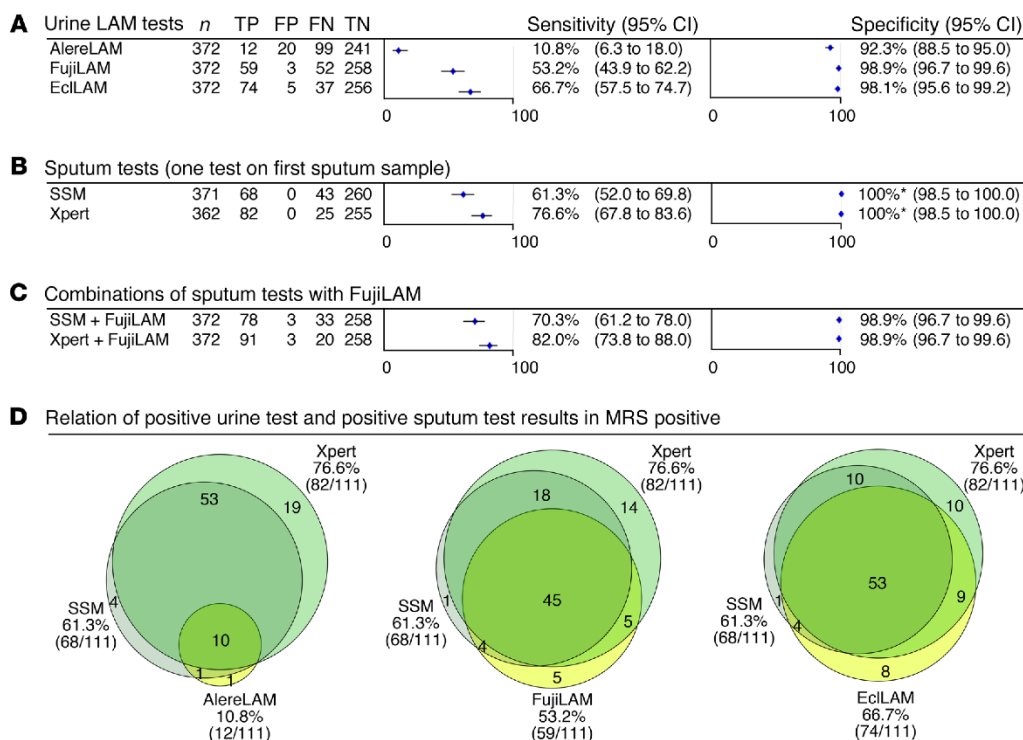 A Urine LAM tests n TP FP FN TN Sensitivity (95% CI) Specificity (95% CI)
AlereLAM 372 12 20 99 241 10.8% (6.3 to 18.0) 92.3% (88.5 to 95.0)
FujiLAM 372 59 3 52 258 53.2% (43.9 to 62.2) 98.9% (96.7 to 99.6)
EclLAM 372 74 5 37 256 66.7% (57.5 to 74.7) 98.1% (95.6 to 99.2)
0 100 0 100
B Sputum tests (one test on first sputum sample)
SSM 371 68 0 43 260 61.3% (52.0 to 69.8) 100%* (98.5 to 100.0)
Xpert 362 82 0 25 255 76.6% (67.8 to 83.6) 100%* (98.5 to 100.0)
0 100 0 100
C Combinations of sputum tests with FujiLAM
SSM + FujiLAM 372 78 3 33 258 70.3% (61.2 to 78.0) 98.9% (96.7 to 99.6)
Xpert + FujiLAM 372 91 3 20 258 82.0% (73.8 to 88.0) 98.9% (96.7 to 99.6)
0 100 0 100
D Relation of positive urine test and positive sputum test results in MRS positive
Xpert
76.6%
(82/111)
53
19
4
SSM
61.3%
(68/111)
10
1
1
AlereLAM
10.8%
(12/111)
Xpert
76.6%
(82/111)
18
14
1
SSM
61.3%
(68/111)
45
5
4
5
FujiLAM
53.2%
(59/111)
Xpert
76.6%
(82/111)
10
10
1
SSM
61.3%
(68/111)
53
9
4
8
EclLAM
66.7%
(74/111)